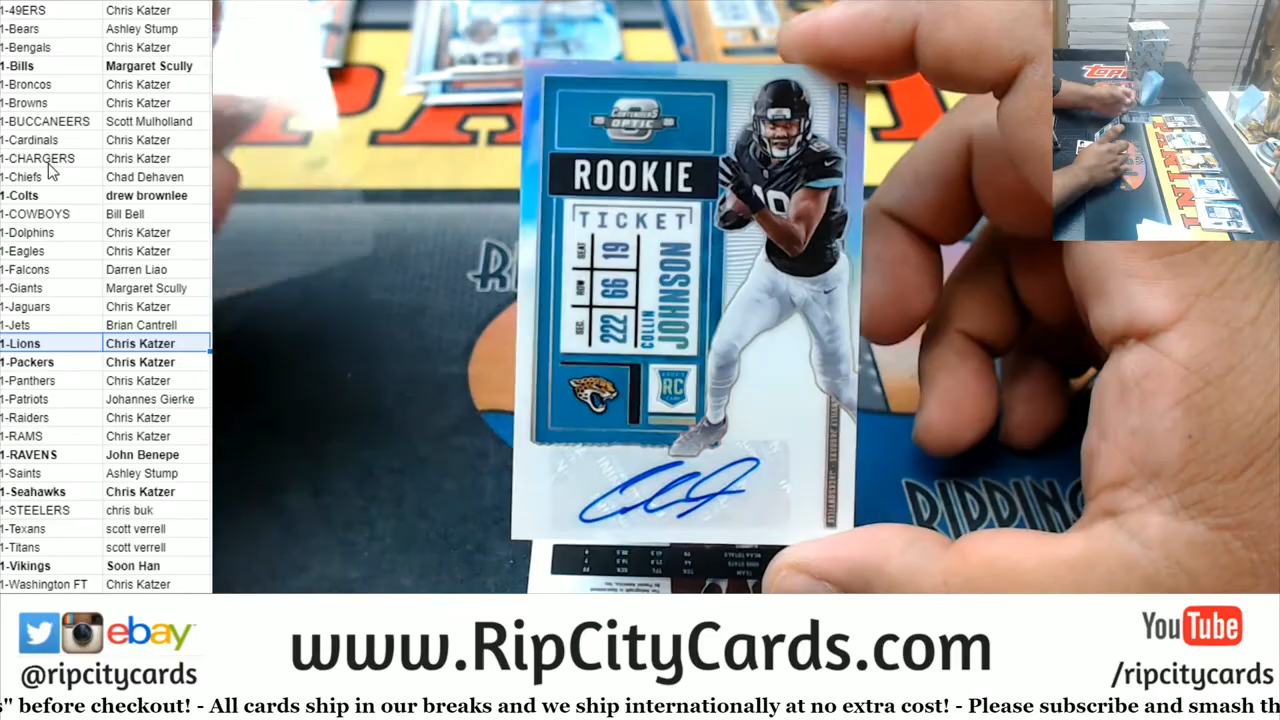 1-49ERS Chris Katzer
1-Bears Ashley Stump
1-Bengals Chris Katzer
1-Bills Margaret Scully
1-Broncos Chris Katzer
1-Browns Chris Katzer
1-BUCCANEERS Scott Mulholland
1-Cardinals Chris Katzer
1-CHARGERS Chris Katzer
1-Chiefs Chad Dehaven
1-Colts drew brownlee
1-COWBOYS Bill Bell
1-Dolphins Chris Katzer
1-Eagles Chris Katzer
1-Falcons Darren Liao
1-Giants Margaret Scully
1-Jaguars Chris Katzer
1-Jets Brian Cantrell
1-Lions Chris Katzer
1-Packers Chris Katzer
1-Panthers Chris Katzer
1-Patriots Johannes Gierke
1-Raiders Chris Katzer
1-RAMS Chris Katzer
1-RAVENS John Benepe
1-Saints Ashley Stump
1-Seahawks Chris Katzer
1-STEELERS chris buk
1-Texans scott verrell
1-Titans scott verrell
1-Vikings Soon Han
1-Washington FT Chris Katzer
CONTENDERS
OPTIC
ROOKIE
TICKET
SEAT 19
ROW 66
SEC. 222
COLLIN
JOHNSON
RC
RIPPING
Topps
PANINI
ebay
@ripcitycards
www.RipCityCards.com
YouTube
/ripcitycards
" before checkout! - All cards ship in our breaks and we ship internationally at no extra cost! - Please subscribe and smash th